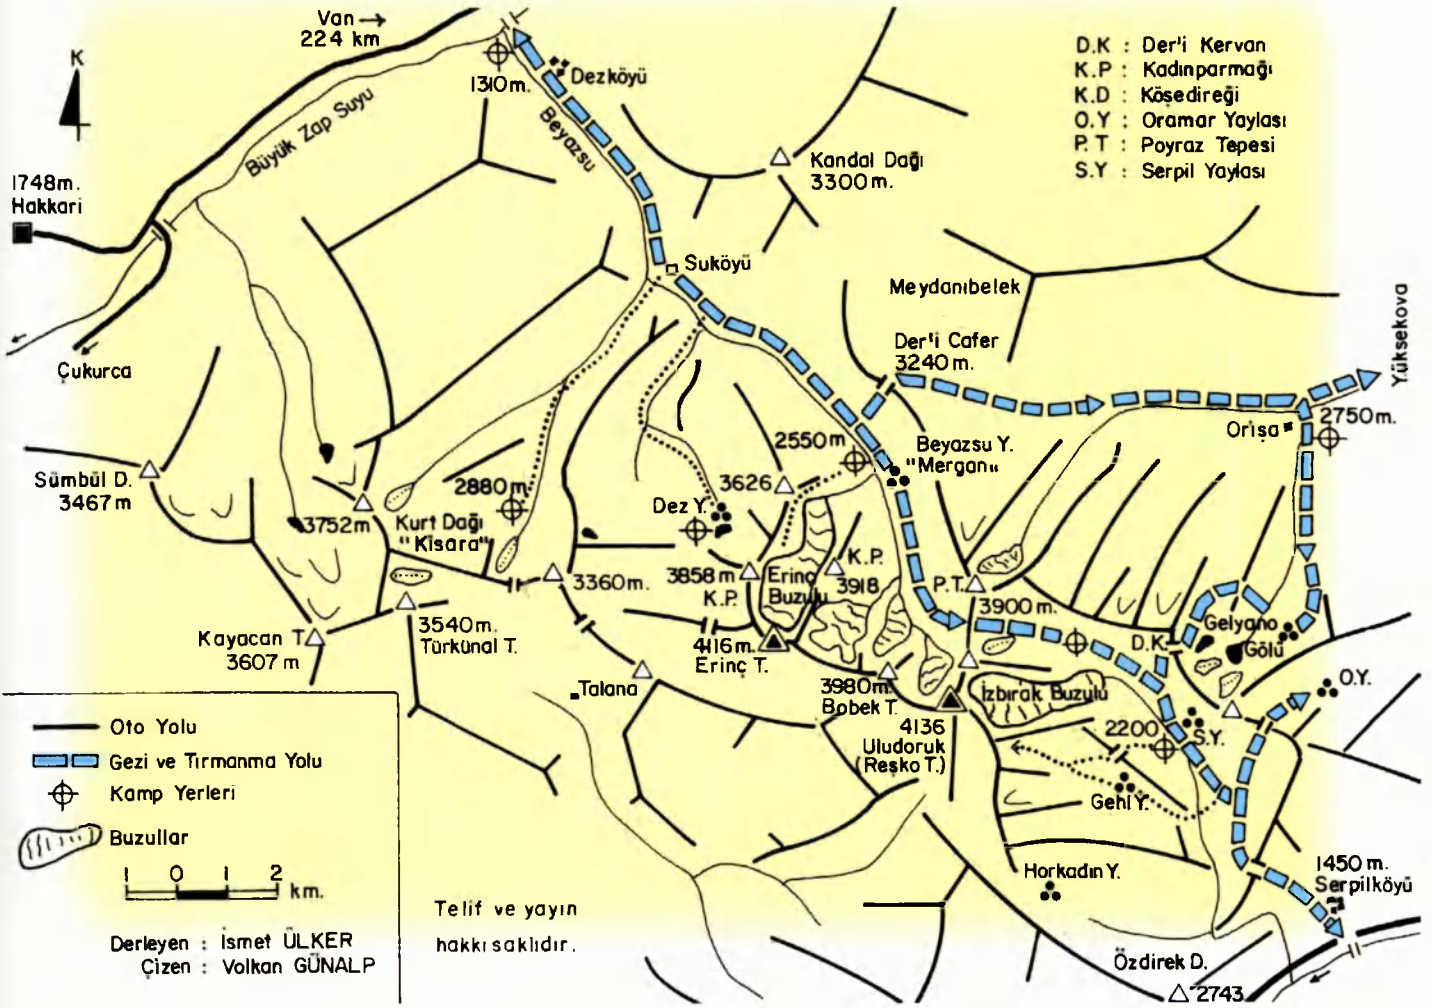 Van →
224 km
K
1310m.
Dezköyü
Beyazsu
Büyük Zap Suyu
D.K : Der'i Kervan
K.P : Kadınparmağı
K.D : Köşedireği
O.Y : Oramar Yaylası
P.T : Poyraz Tepesi
S.Y : Serpil Yaylası
Kandal Dağı
3300m.
1748m.
Hakkari
Suköyü
Meydanıbelek
Der'i Cafer
3240m.
Yüksekova
Çukurca
2750m.
Orişa
2550m
Beyazsu Y.
"Mergan"
Sümbül D.
3467m
3752m
2880m
Kurt Dağı
"Kisara"
3626
Dez Y.
3360m.
3858m
K.P.
Erinç
Buzulu
K.P.
3918
P.T.
3900m.
Gelyano
Gölü
D.K.
Kayacan T
3607m
3540m.
Türkünal T.
4116m.
Erinç T.
Talana
3980m.
Bobek T.
4136
Uludoruk
(Resko T.)
İzbırak Buzulu
O.Y.
2200
S.Y.
Gehi Y.
Oto Yolu
Gezi ve Tırmanma Yolu
Kamp Yerleri
Buzullar
1 0 1 2
km.
Horkadın Y.
1450m.
Serpilköyü
Telif ve yayın
hakkı saklıdır.
Derleyen : İsmet ÜLKER
Çizen : Volkan GÜNALP
Özdirek D.
2743